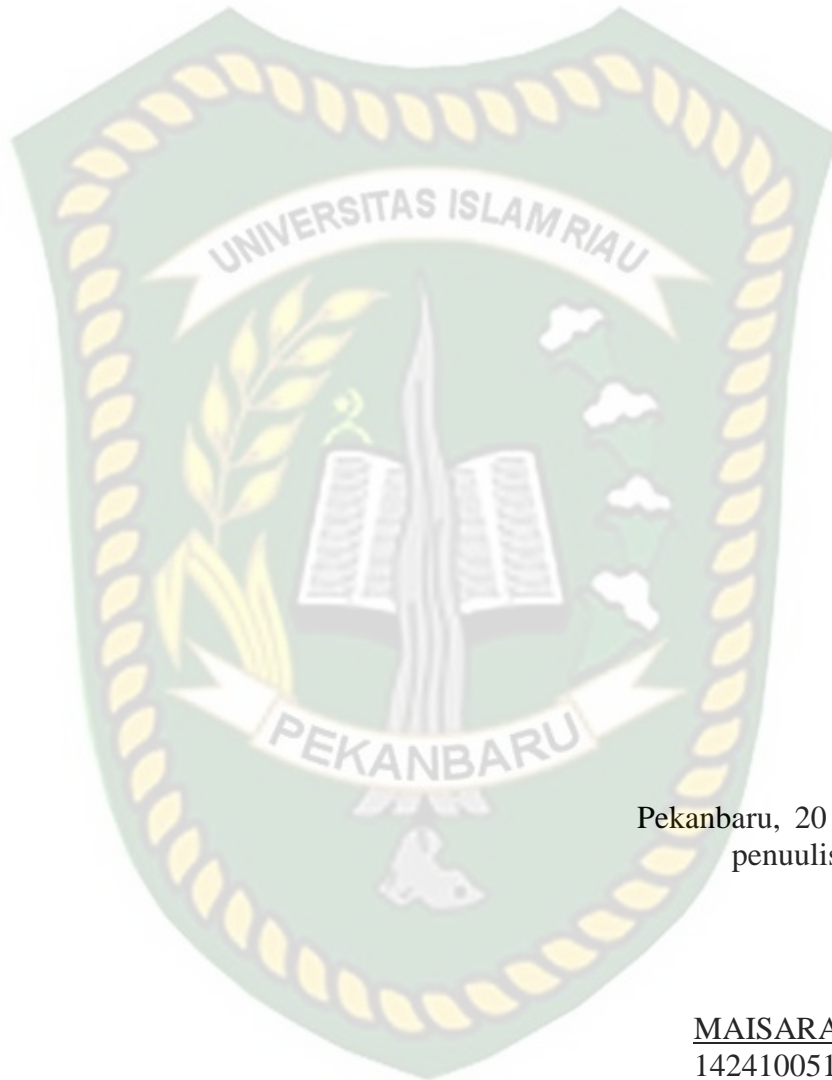 UNIVERSITAS ISLAM RIAU
PEKANBARU
Pekanbaru, 20
penuulis
MAISARA
142410051